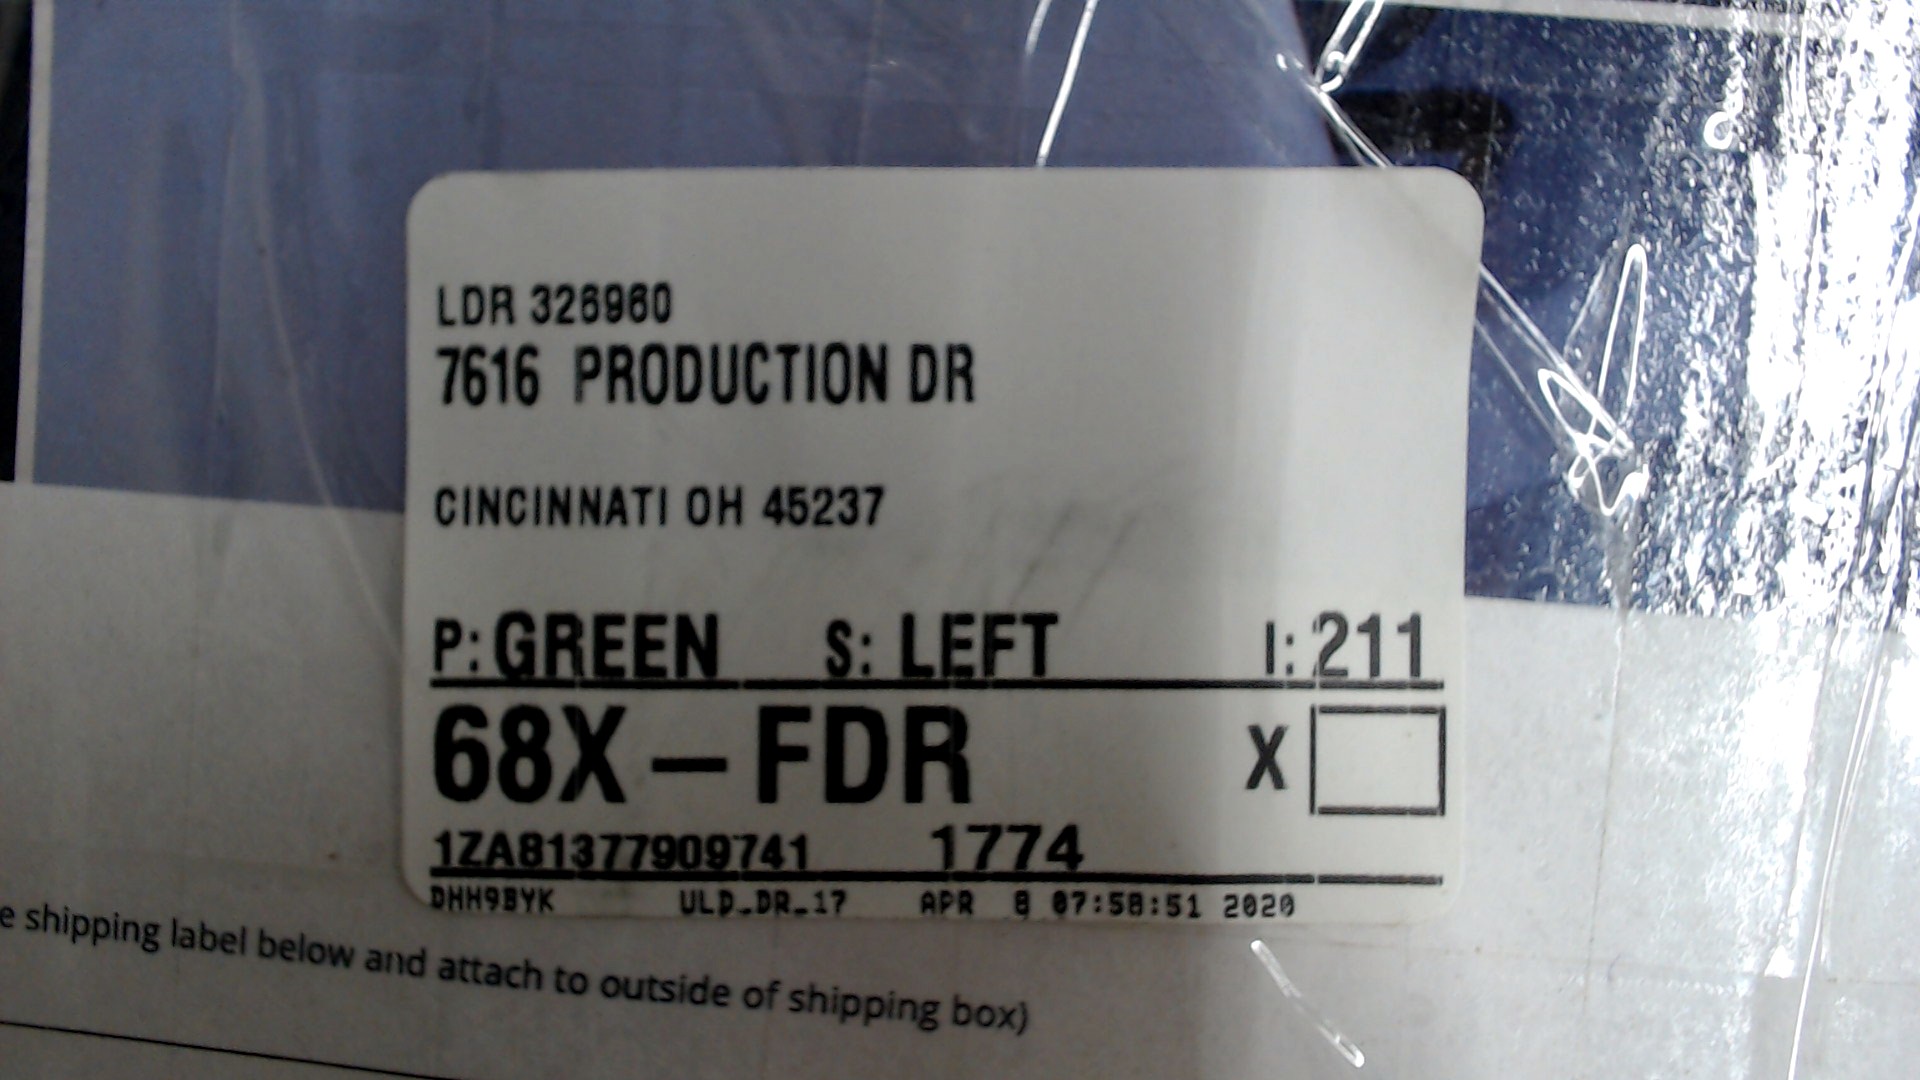 LDR 326960
7616 PRODUCTION DR
CINCINNATI OH 45237
P: GREEN S: LEFT I: 211
68X – FDR X
1ZA81377909741 1774
DHH9BYK ULD_DR_17 APR 8 07:58:51 2020
e shipping label below and attach to outside of shipping box)